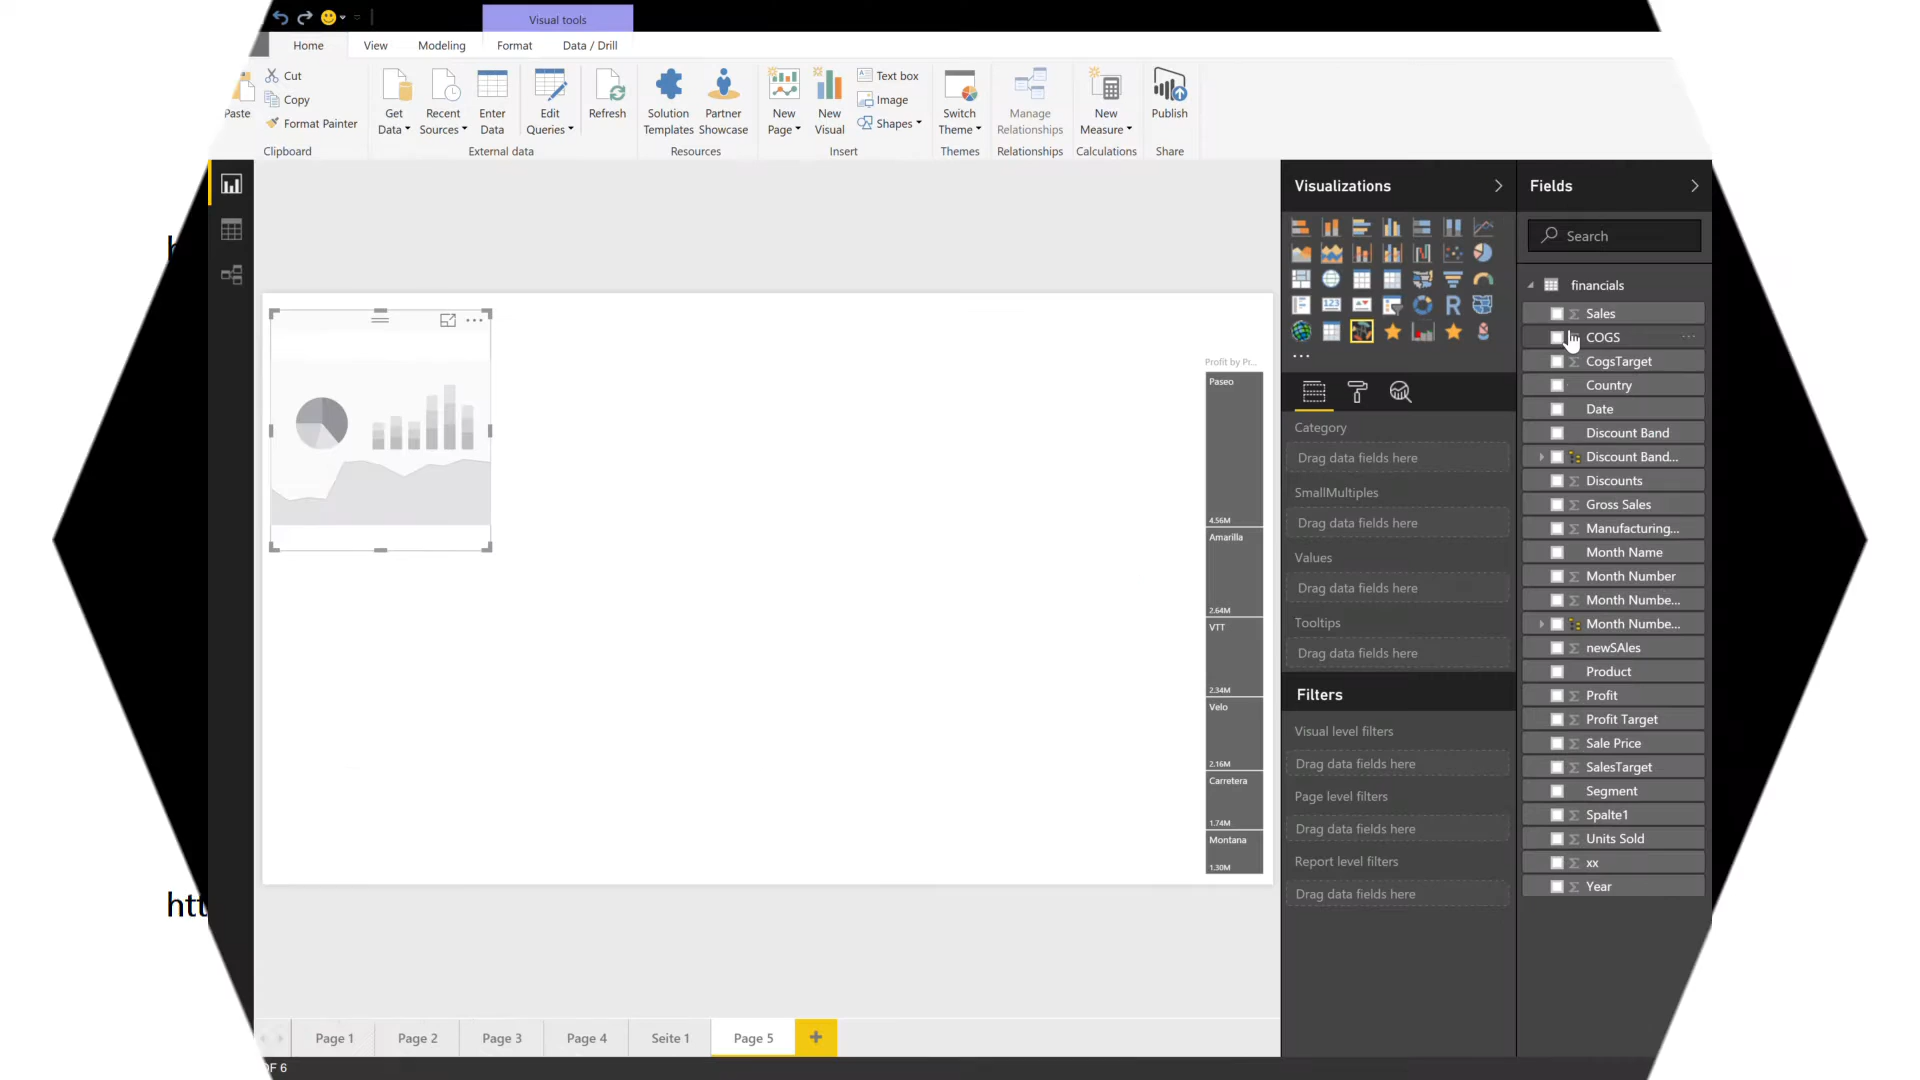 Visual tools
Home View Modeling Format Data / Drill
Paste
Cut
Copy
Format Painter
Clipboard
Get Data
Recent Sources
Enter Data
Edit Queries
Refresh
External data
Solution Templates
Partner Showcase
Resources
New Page
New Visual
Text box
Image
Shapes
Insert
Switch Theme
Themes
Manage Relationships
Relationships
New Measure
Calculations
Publish
Share
Profit by Pr...
Paseo
4.56M
Amarilla
2.64M
VTT
2.34M
Velo
2.16M
Carretera
1.74M
Montana
1.30M
Visualizations
R
123
...
Category
Drag data fields here
SmallMultiples
Drag data fields here
Values
Drag data fields here
Tooltips
Drag data fields here
Filters
Visual level filters
Drag data fields here
Page level filters
Drag data fields here
Report level filters
Drag data fields here
Fields
Search
financials
Sales
COGS
CogsTarget
Country
Date
Discount Band
Discount Band...
Discounts
Gross Sales
Manufacturing...
Month Name
Month Number
Month Numbe...
Month Numbe...
newSAles
Product
Profit
Profit Target
Sale Price
SalesTarget
Segment
Spalte1
Units Sold
xx
Year
htt
Page 1 Page 2 Page 3 Page 4 Seite 1 Page 5
OF 6